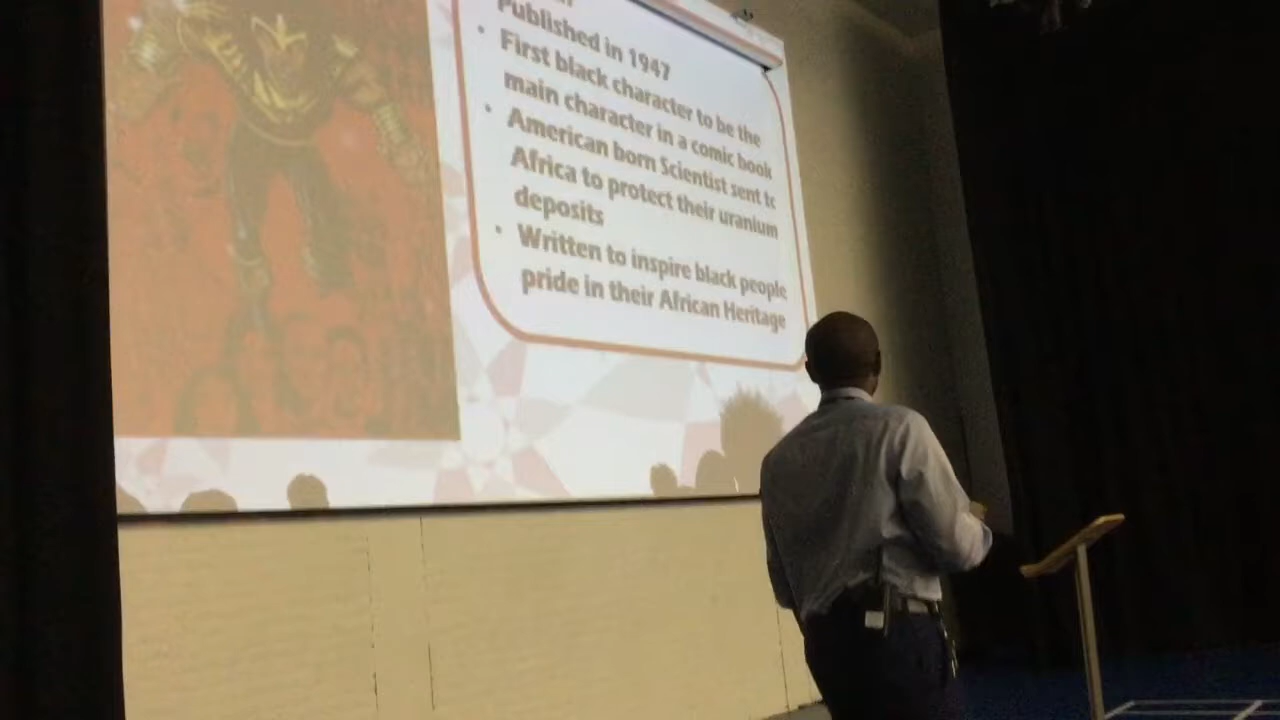 Published in 1947
First black character to be the
main character in a comic book
American born Scientist sent to
Africa to protect their uranium
deposits
Written to inspire black people
pride in their African Heritage